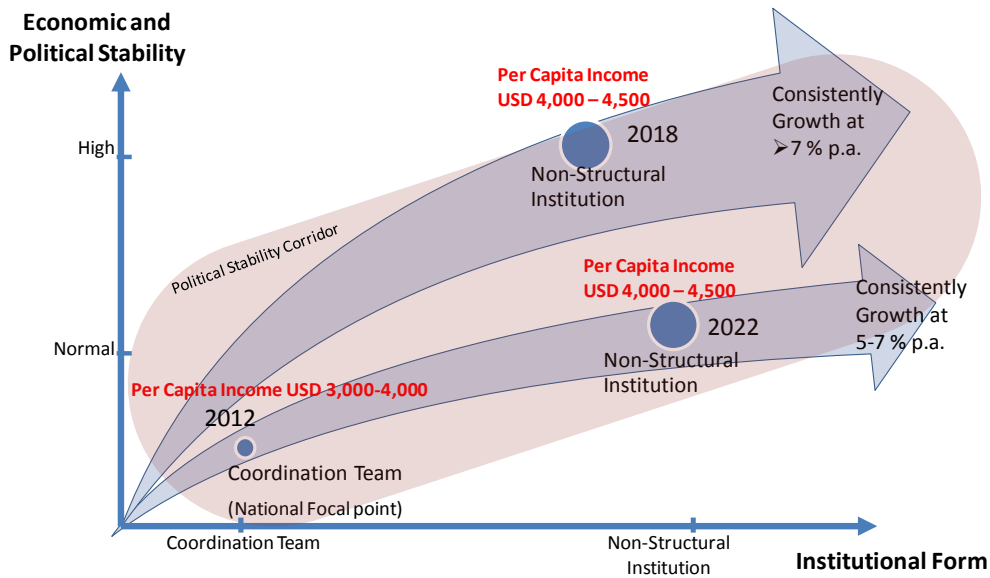 Economic and
Political Stability
Per Capita Income
USD 4,000 – 4,500
Consistently
Growth at
➢7 % p.a.
2018
High
Non-Structural
Institution
Political Stability Corridor
Per Capita Income
USD 4,000 – 4,500
Consistently
Growth at
5-7 % p.a.
2022
Normal
Non-Structural
Institution
Per Capita Income USD 3,000-4,000
2012
Coordination Team
(National Focal point)
Coordination Team
Non-Structural
Institution
Institutional Form